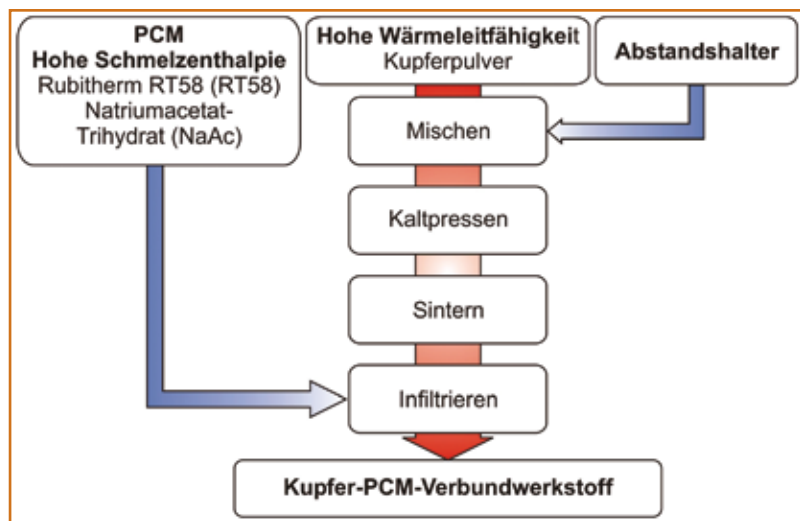 PCM
Hohe Schmelzenthalpie
Rubitherm RT58 (RT58)
Natriumacetat-
Trihydrat (NaAc)
Hohe Wärmeleitfähigkeit
Kupferpulver
Abstandshalter
Mischen
Kaltpressen
Sintern
Infiltrieren
Kupfer-PCM-Verbundwerkstoff